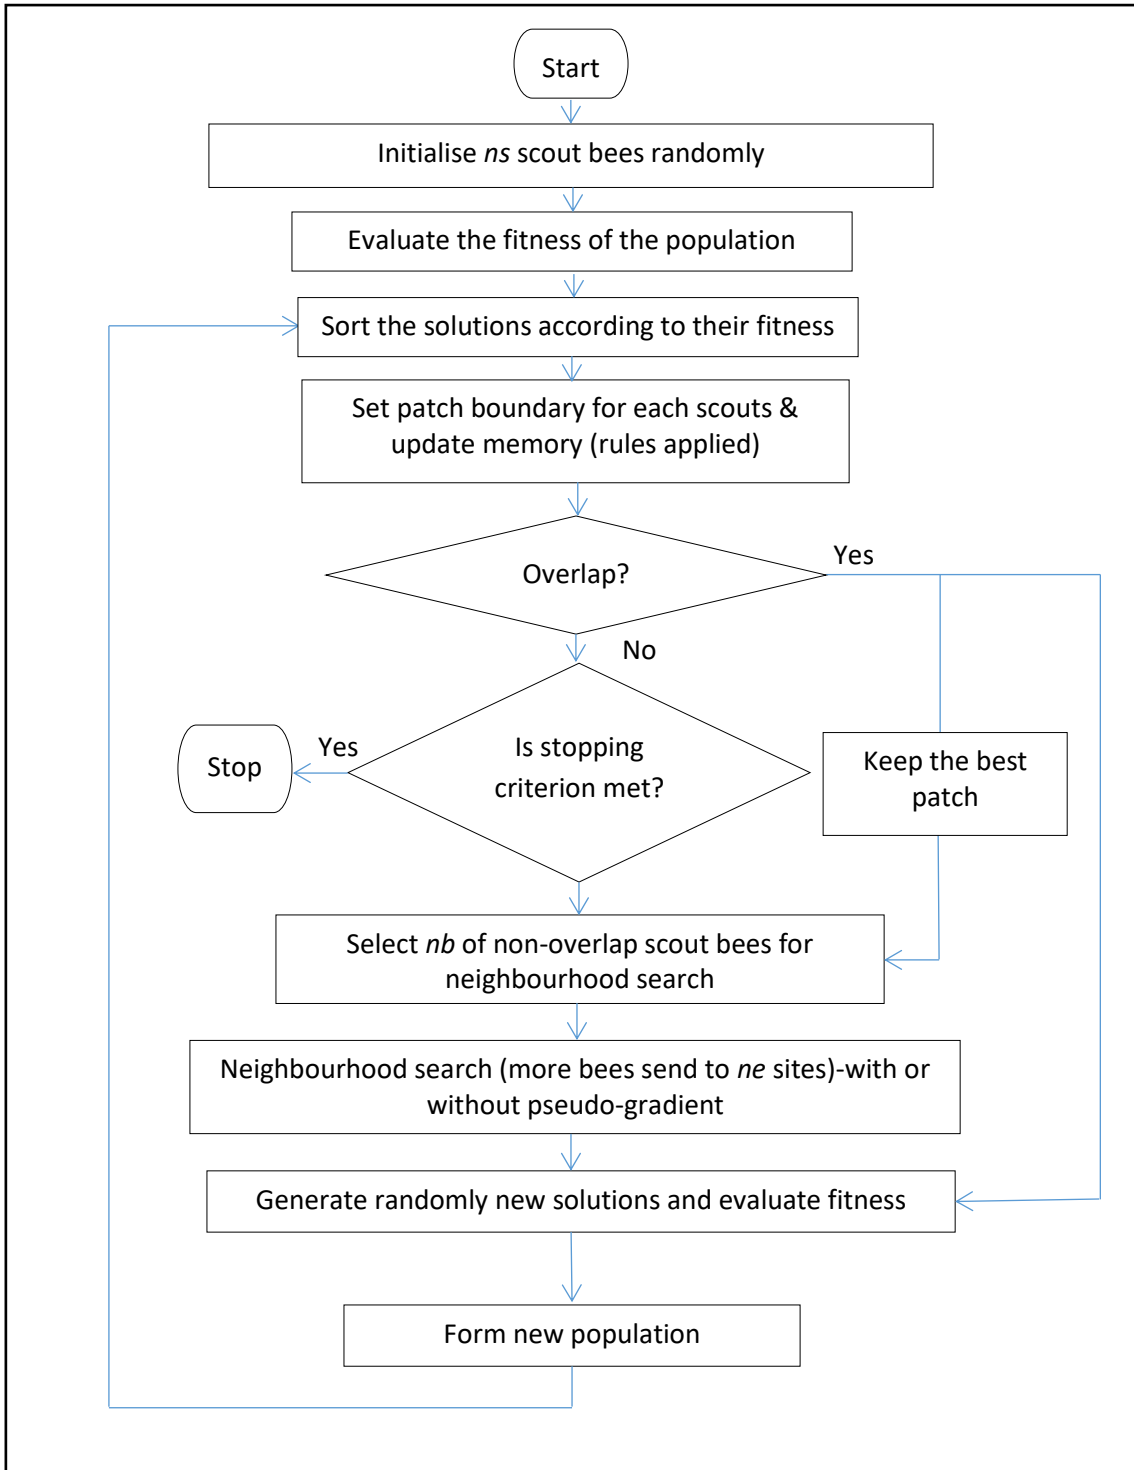 Start
Initialise ns scout bees randomly
Evaluate the fitness of the population
Sort the solutions according to their fitness
Set patch boundary for each scouts &
update memory (rules applied)
Overlap?
Yes
No
Is stopping
criterion met?
Yes
Stop
Keep the best
patch
Select nb of non-overlap scout bees for
neighbourhood search
Neighbourhood search (more bees send to ne sites)-with or
without pseudo-gradient
Generate randomly new solutions and evaluate fitness
Form new population